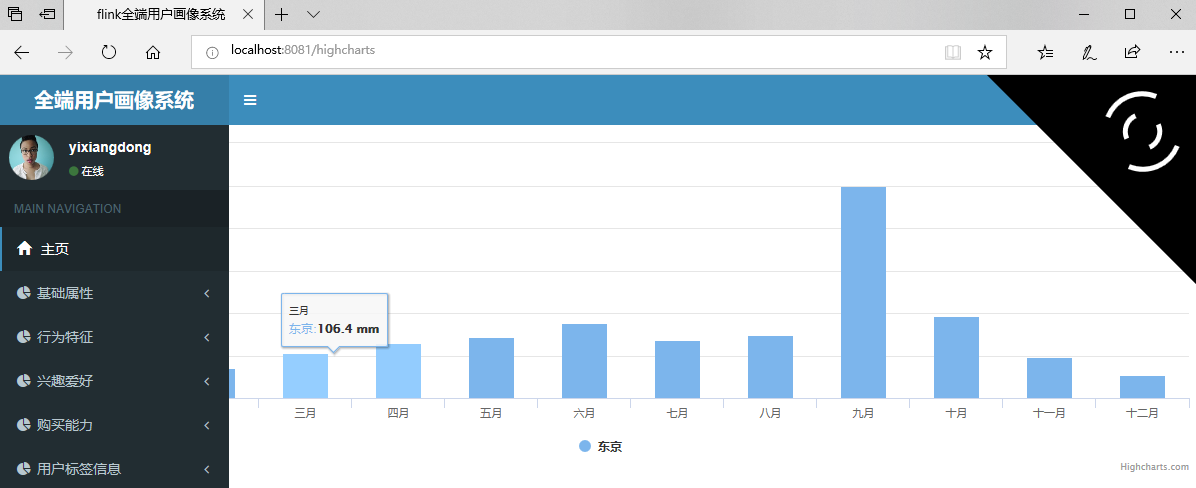 flink全端用户画像系统
localhost:8081/highcharts
全端用户画像系统
yixiangdong
在线
MAIN NAVIGATION
主页
基础属性
行为特征
兴趣爱好
购买能力
用户标签信息
三月
东京:106.4 mm
三月 四月 五月 六月 七月 八月 九月 十月 十一月 十二月
东京
Highcharts.com